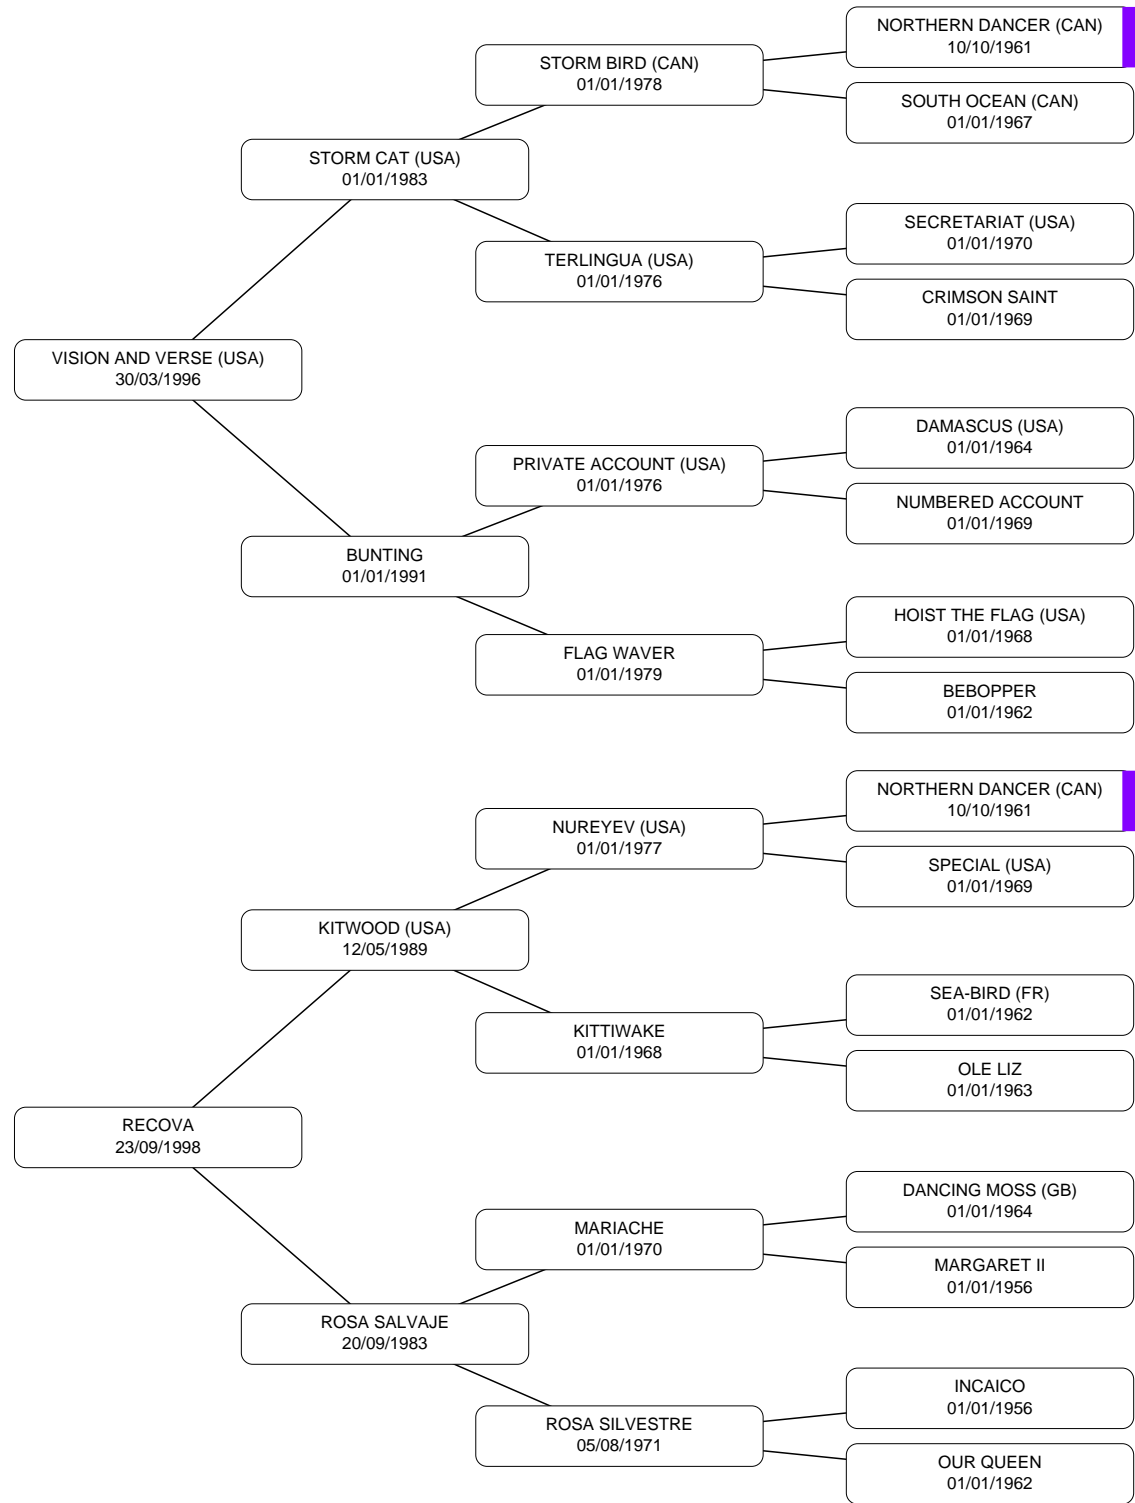 NORTHERN DANCER (CAN)
10/10/1961
STORM BIRD (CAN)
01/01/1978
SOUTH OCEAN (CAN)
01/01/1967
STORM CAT (USA)
01/01/1983
SECRETARIAT (USA)
01/01/1970
TERLINGUA (USA)
01/01/1976
CRIMSON SAINT
01/01/1969
VISION AND VERSE (USA)
30/03/1996
DAMASCUS (USA)
01/01/1964
PRIVATE ACCOUNT (USA)
01/01/1976
NUMBERED ACCOUNT
01/01/1969
BUNTING
01/01/1991
HOIST THE FLAG (USA)
01/01/1968
FLAG WAVER
01/01/1979
BEBOPPER
01/01/1962
NORTHERN DANCER (CAN)
10/10/1961
NUREYEV (USA)
01/01/1977
SPECIAL (USA)
01/01/1969
KITWOOD (USA)
12/05/1989
SEA-BIRD (FR)
01/01/1962
KITTIWAKE
01/01/1968
OLE LIZ
01/01/1963
RECOVA
23/09/1998
DANCING MOSS (GB)
01/01/1964
MARIACHE
01/01/1970
MARGARET II
01/01/1956
ROSA SALVAJE
20/09/1983
INCAICO
01/01/1956
ROSA SILVESTRE
05/08/1971
OUR QUEEN
01/01/1962